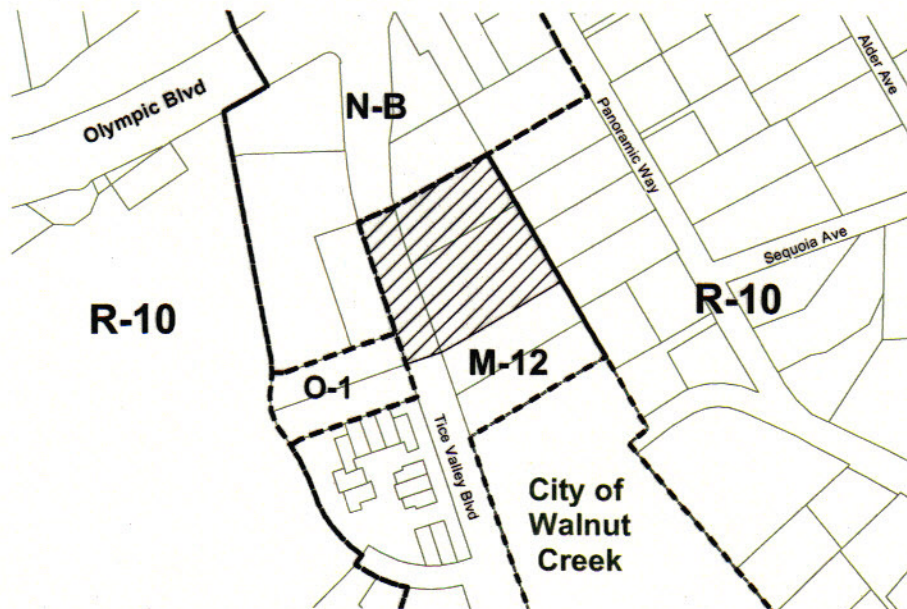 Olympic Blvd
N-B
Alder Ave
Panoramic Way
Sequoia Ave
R-10
R-10
M-12
O-1
Tice Valley Blvd
City of
Walnut
Creek